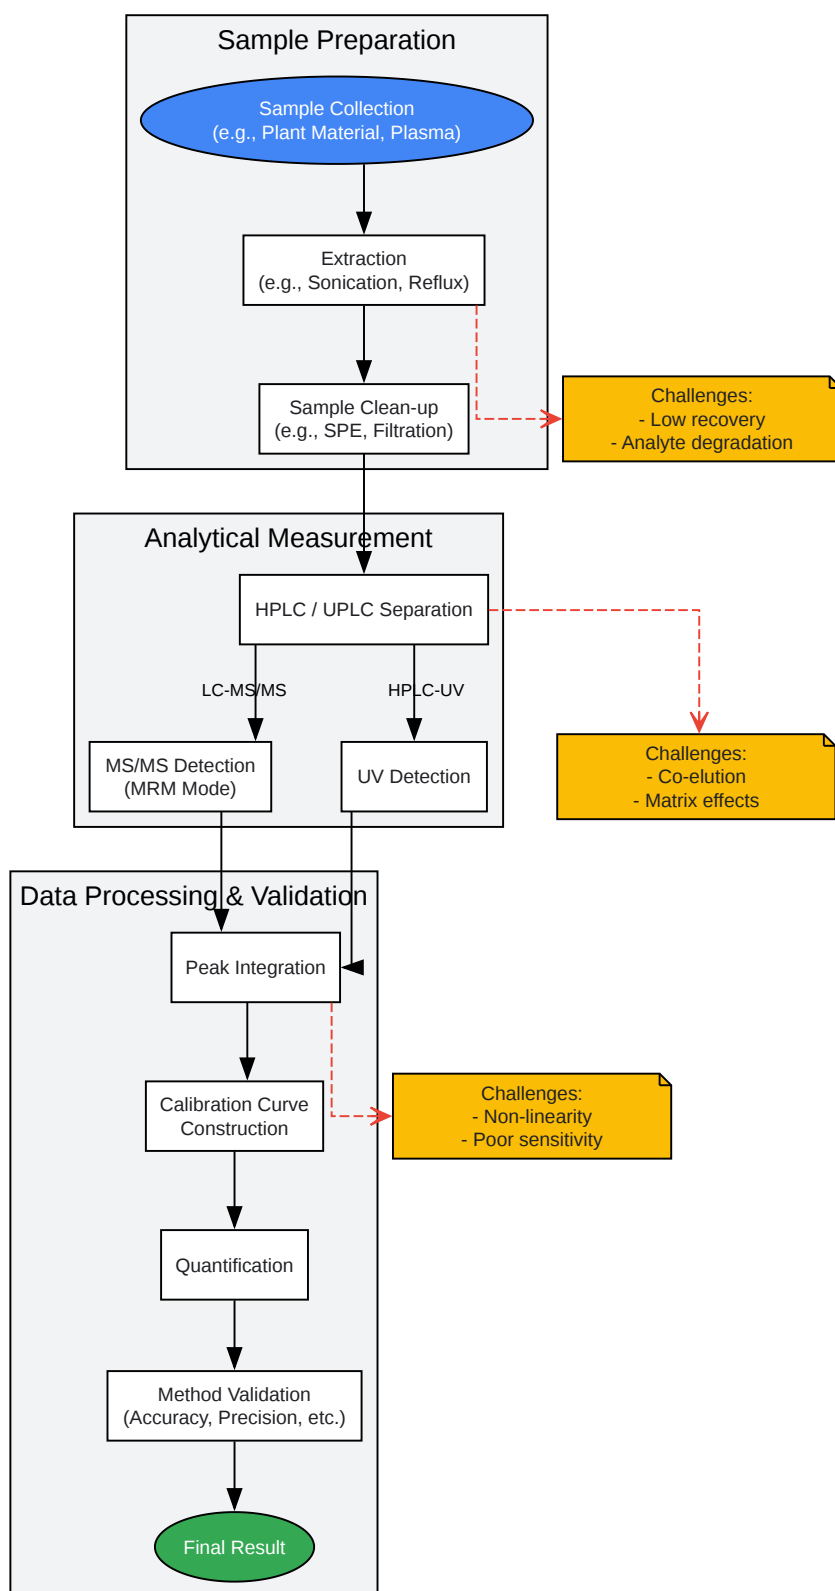 Sample Preparation
Sample Collection
(e.g., Plant Material, Plasma)
Extraction
(e.g., Sonication, Reflux)
Sample Clean-up
(e.g., SPE, Filtration)
Challenges:
- Low recovery
- Analyte degradation
Analytical Measurement
HPLC / UPLC Separation
LC-MS/MS
HPLC-UV
MS/MS Detection
(MRM Mode)
UV Detection
Challenges:
- Co-elution
- Matrix effects
Data Processing & Validation
Peak Integration
Calibration Curve
Construction
Challenges:
- Non-linearity
- Poor sensitivity
Quantification
Method Validation
(Accuracy, Precision, etc.)
Final Result